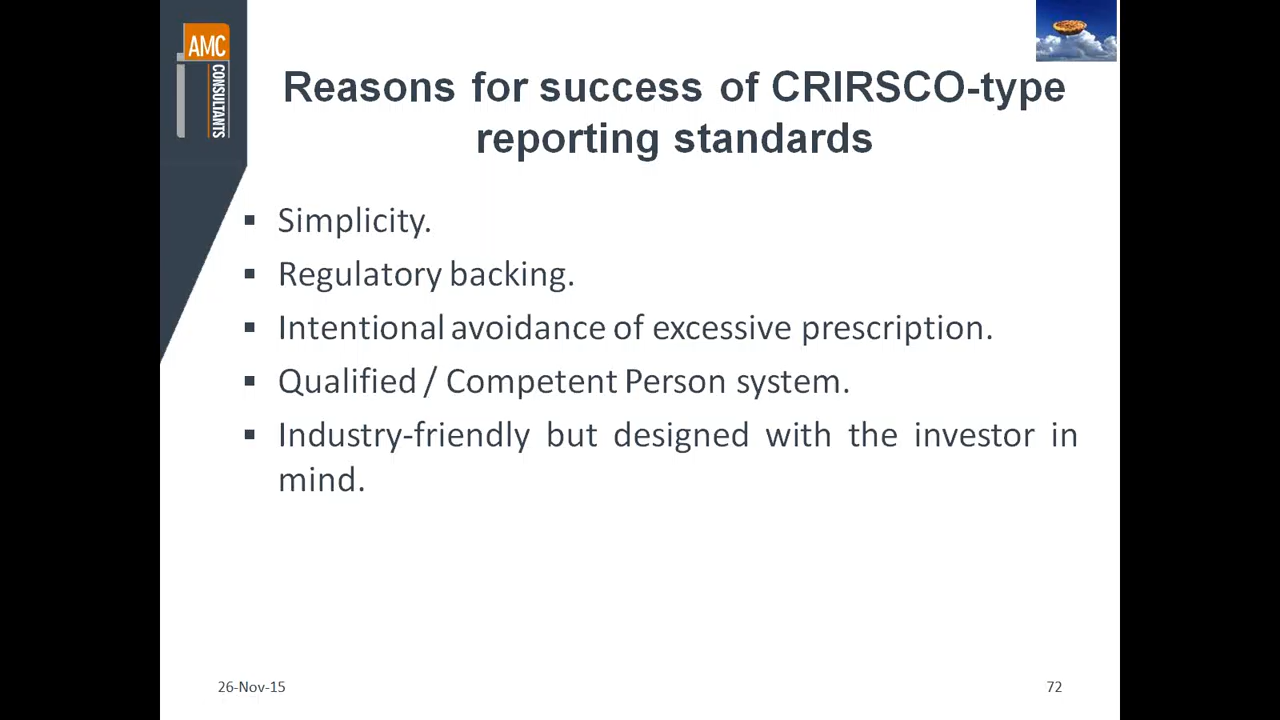 AMC
CONSULTANTS
Reasons for success of CRIRSCO-type
reporting standards
▪ Simplicity.
▪ Regulatory backing.
▪ Intentional avoidance of excessive prescription.
▪ Qualified / Competent Person system.
▪ Industry-friendly but designed with the investor in
mind.
26-Nov-15
72